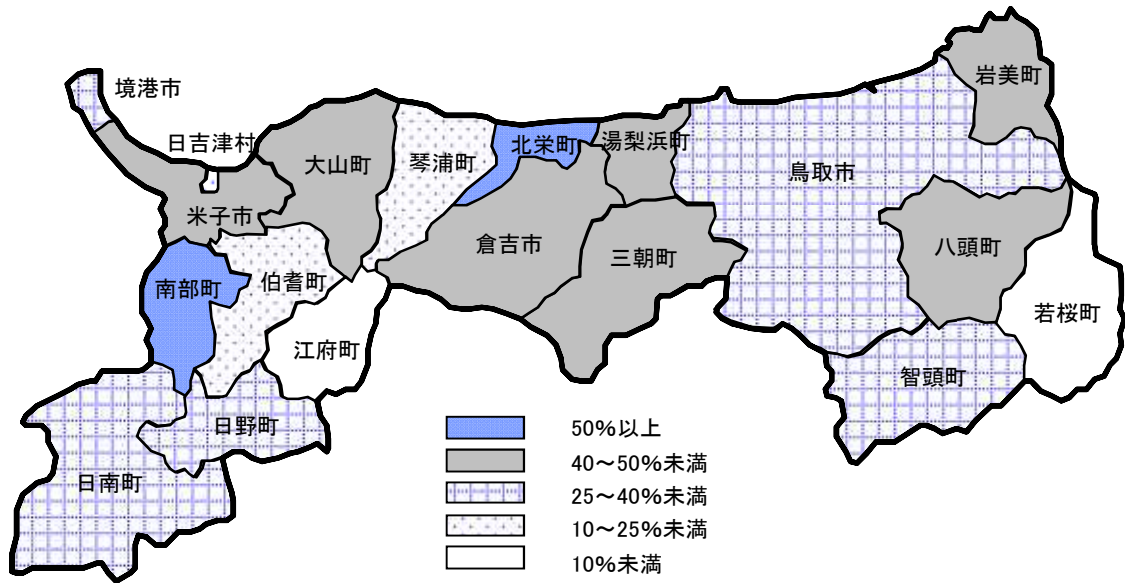 岩美町
境港市
日吉津村
大山町
琴浦町
北栄町
湯梨浜町
鳥取市
米子市
倉吉市
三朝町
八頭町
南部町
伯耆町
若桜町
江府町
智頭町
日野町
日南町
50%以上
40～50%未満
25～40%未満
10～25%未満
10%未満